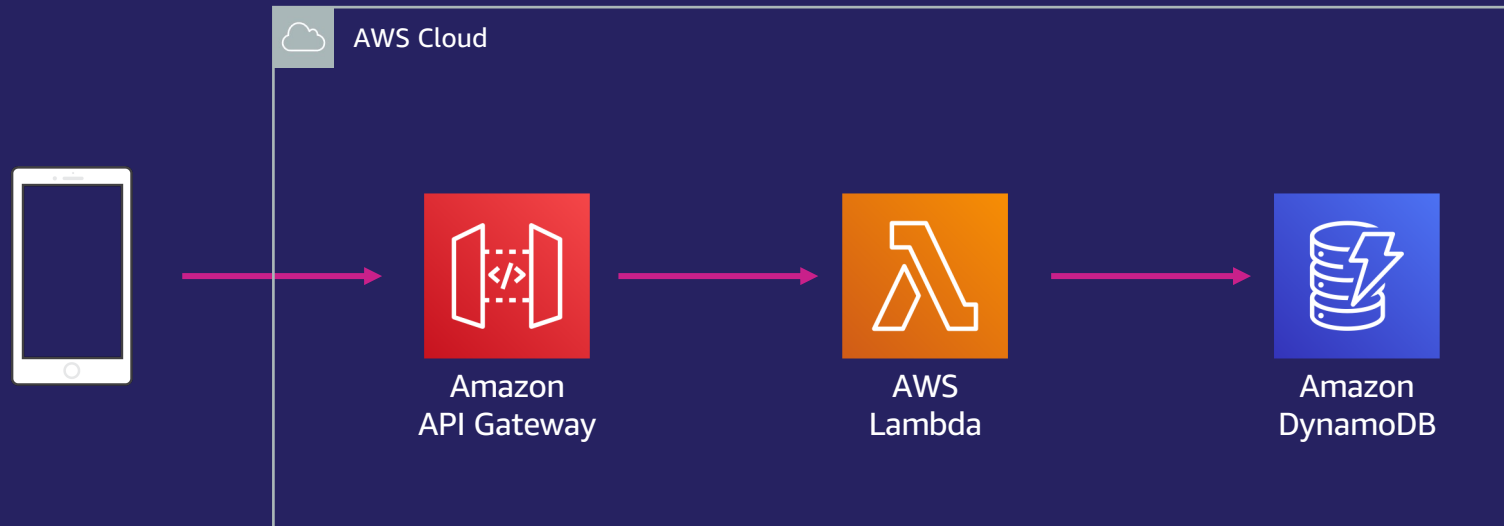 AWS Cloud
</>
Amazon
API Gateway
AWS
Lambda
Amazon
DynamoDB